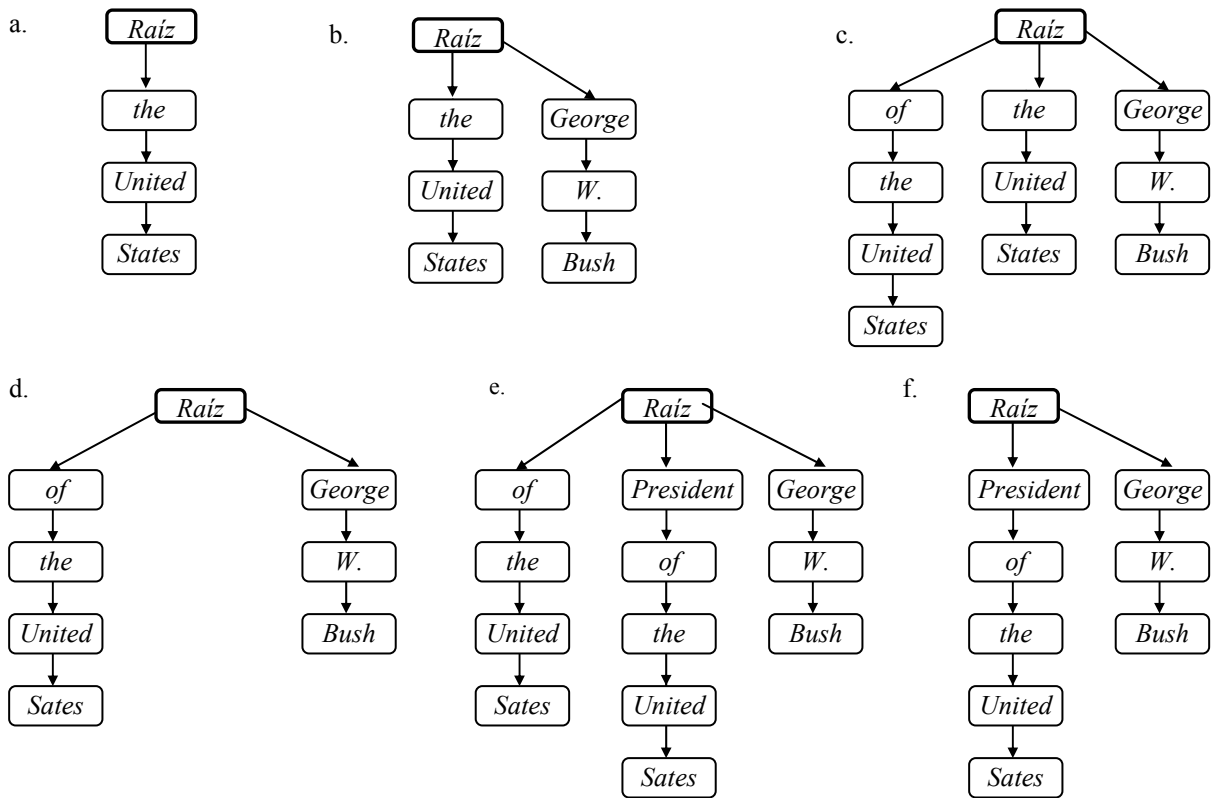 a.
Raíz
the
United
States
b.
Raíz
the
United
States
George
W.
Bush
c.
Raíz
of
the
United
States
the
United
States
George
W.
Bush
d.
Raíz
of
the
United
Sates
George
W.
Bush
e.
Raíz
of
the
United
Sates
President
of
the
United
Sates
George
W.
Bush
f.
Raíz
President
of
the
United
Sates
George
W.
Bush